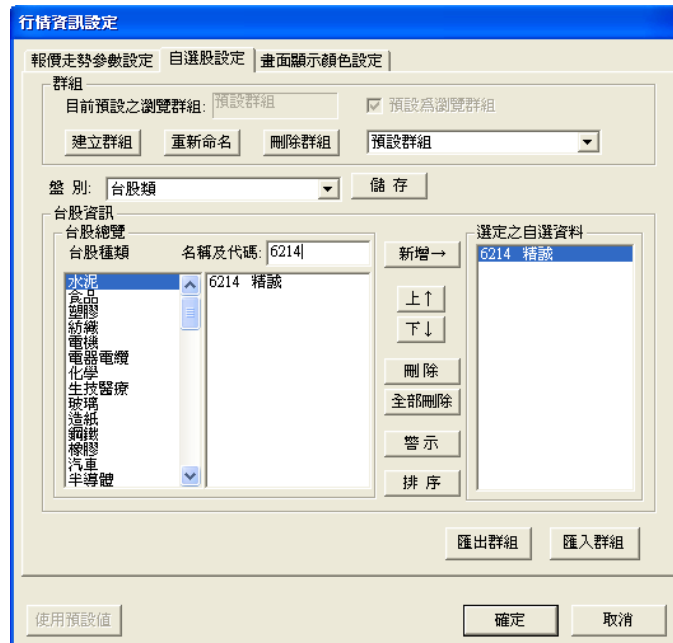 行情資訊設定
報價走勢參數設定 自選股設定 畫面顯示顏色設定
群組
目前預設之瀏覽群組: 預設群組 預設為瀏覽群組
建立群組 重新命名 刪除群組 預設群組
盤 別: 台股類 儲 存
台股資訊
台股總覽 選定之自選資料
台股種類 名稱及代碼: 6214 新增→ 6214 精誠
水泥 6214 精誠
食品
塑膠 上↑
紡織
電機 下↓
電器電纜
化學 刪 除
生技醫療
玻璃 全部刪除
造紙
鋼鐵
橡膠 警 示
汽車
半導體 排 序
匯出群組 匯入群組
使用預設值 確定 取消